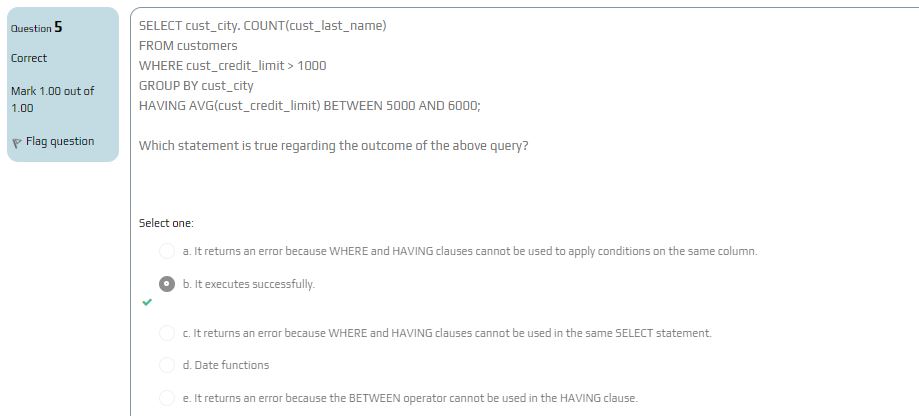 Question 5
Correct
Mark 1.00 out of
1.00
Flag question
SELECT cust_city. COUNT(cust_last_name)
FROM customers
WHERE cust_credit_limit > 1000
GROUP BY cust_city
HAVING AVG(cust_credit_limit) BETWEEN 5000 AND 6000;
Which statement is true regarding the outcome of the above query?
Select one:
a. It returns an error because WHERE and HAVING clauses cannot be used to apply conditions on the same column.
b. It executes successfully.
c. It returns an error because WHERE and HAVING clauses cannot be used in the same SELECT statement.
d. Date functions
e. It returns an error because the BETWEEN operator cannot be used in the HAVING clause.